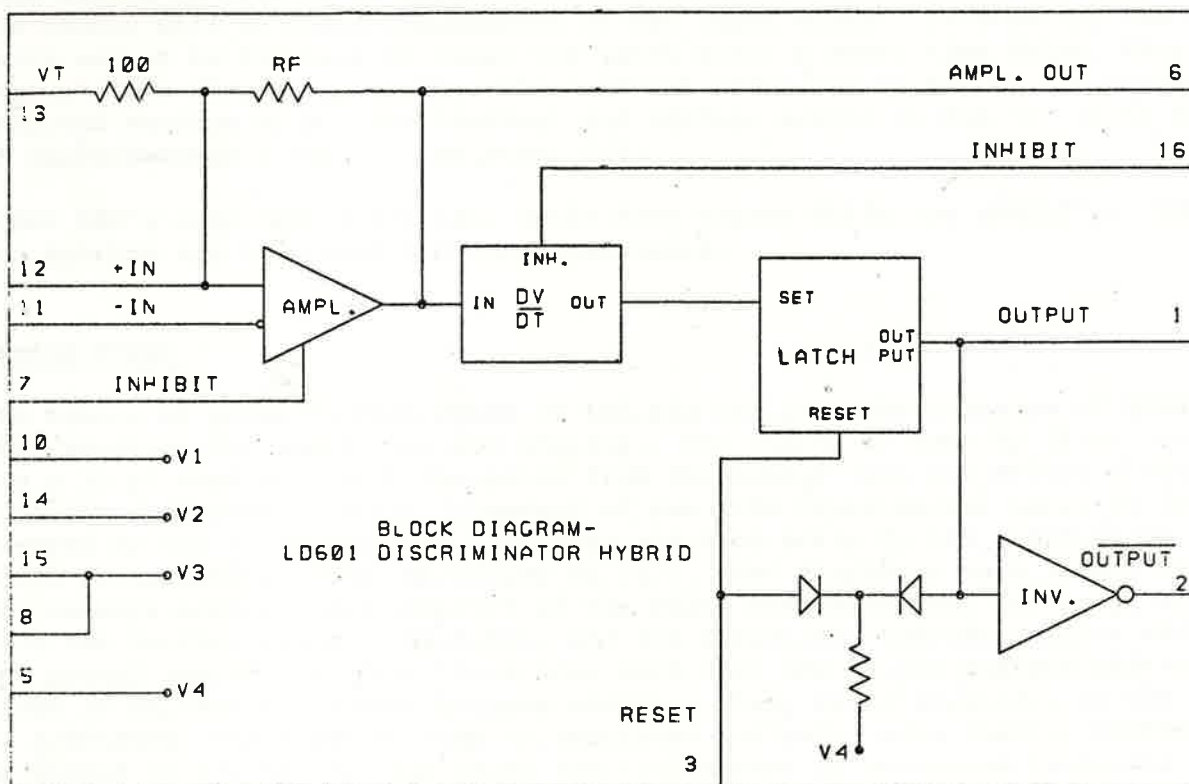 VT 100 RF AMPL. OUT 6
13
INHIBIT 16
12 +IN
INH.
11 -IN
AMPL.
IN DV OUT
DT
SET
OUTPUT 1
OUT
PUT
LATCH
7 INHIBIT
RESET
10 V1
14 V2
BLOCK DIAGRAM-
LD601 DISCRIMINATOR HYBRID
15 V3
OUTPUT
2
INV.
8
5 V4
RESET
3
V4